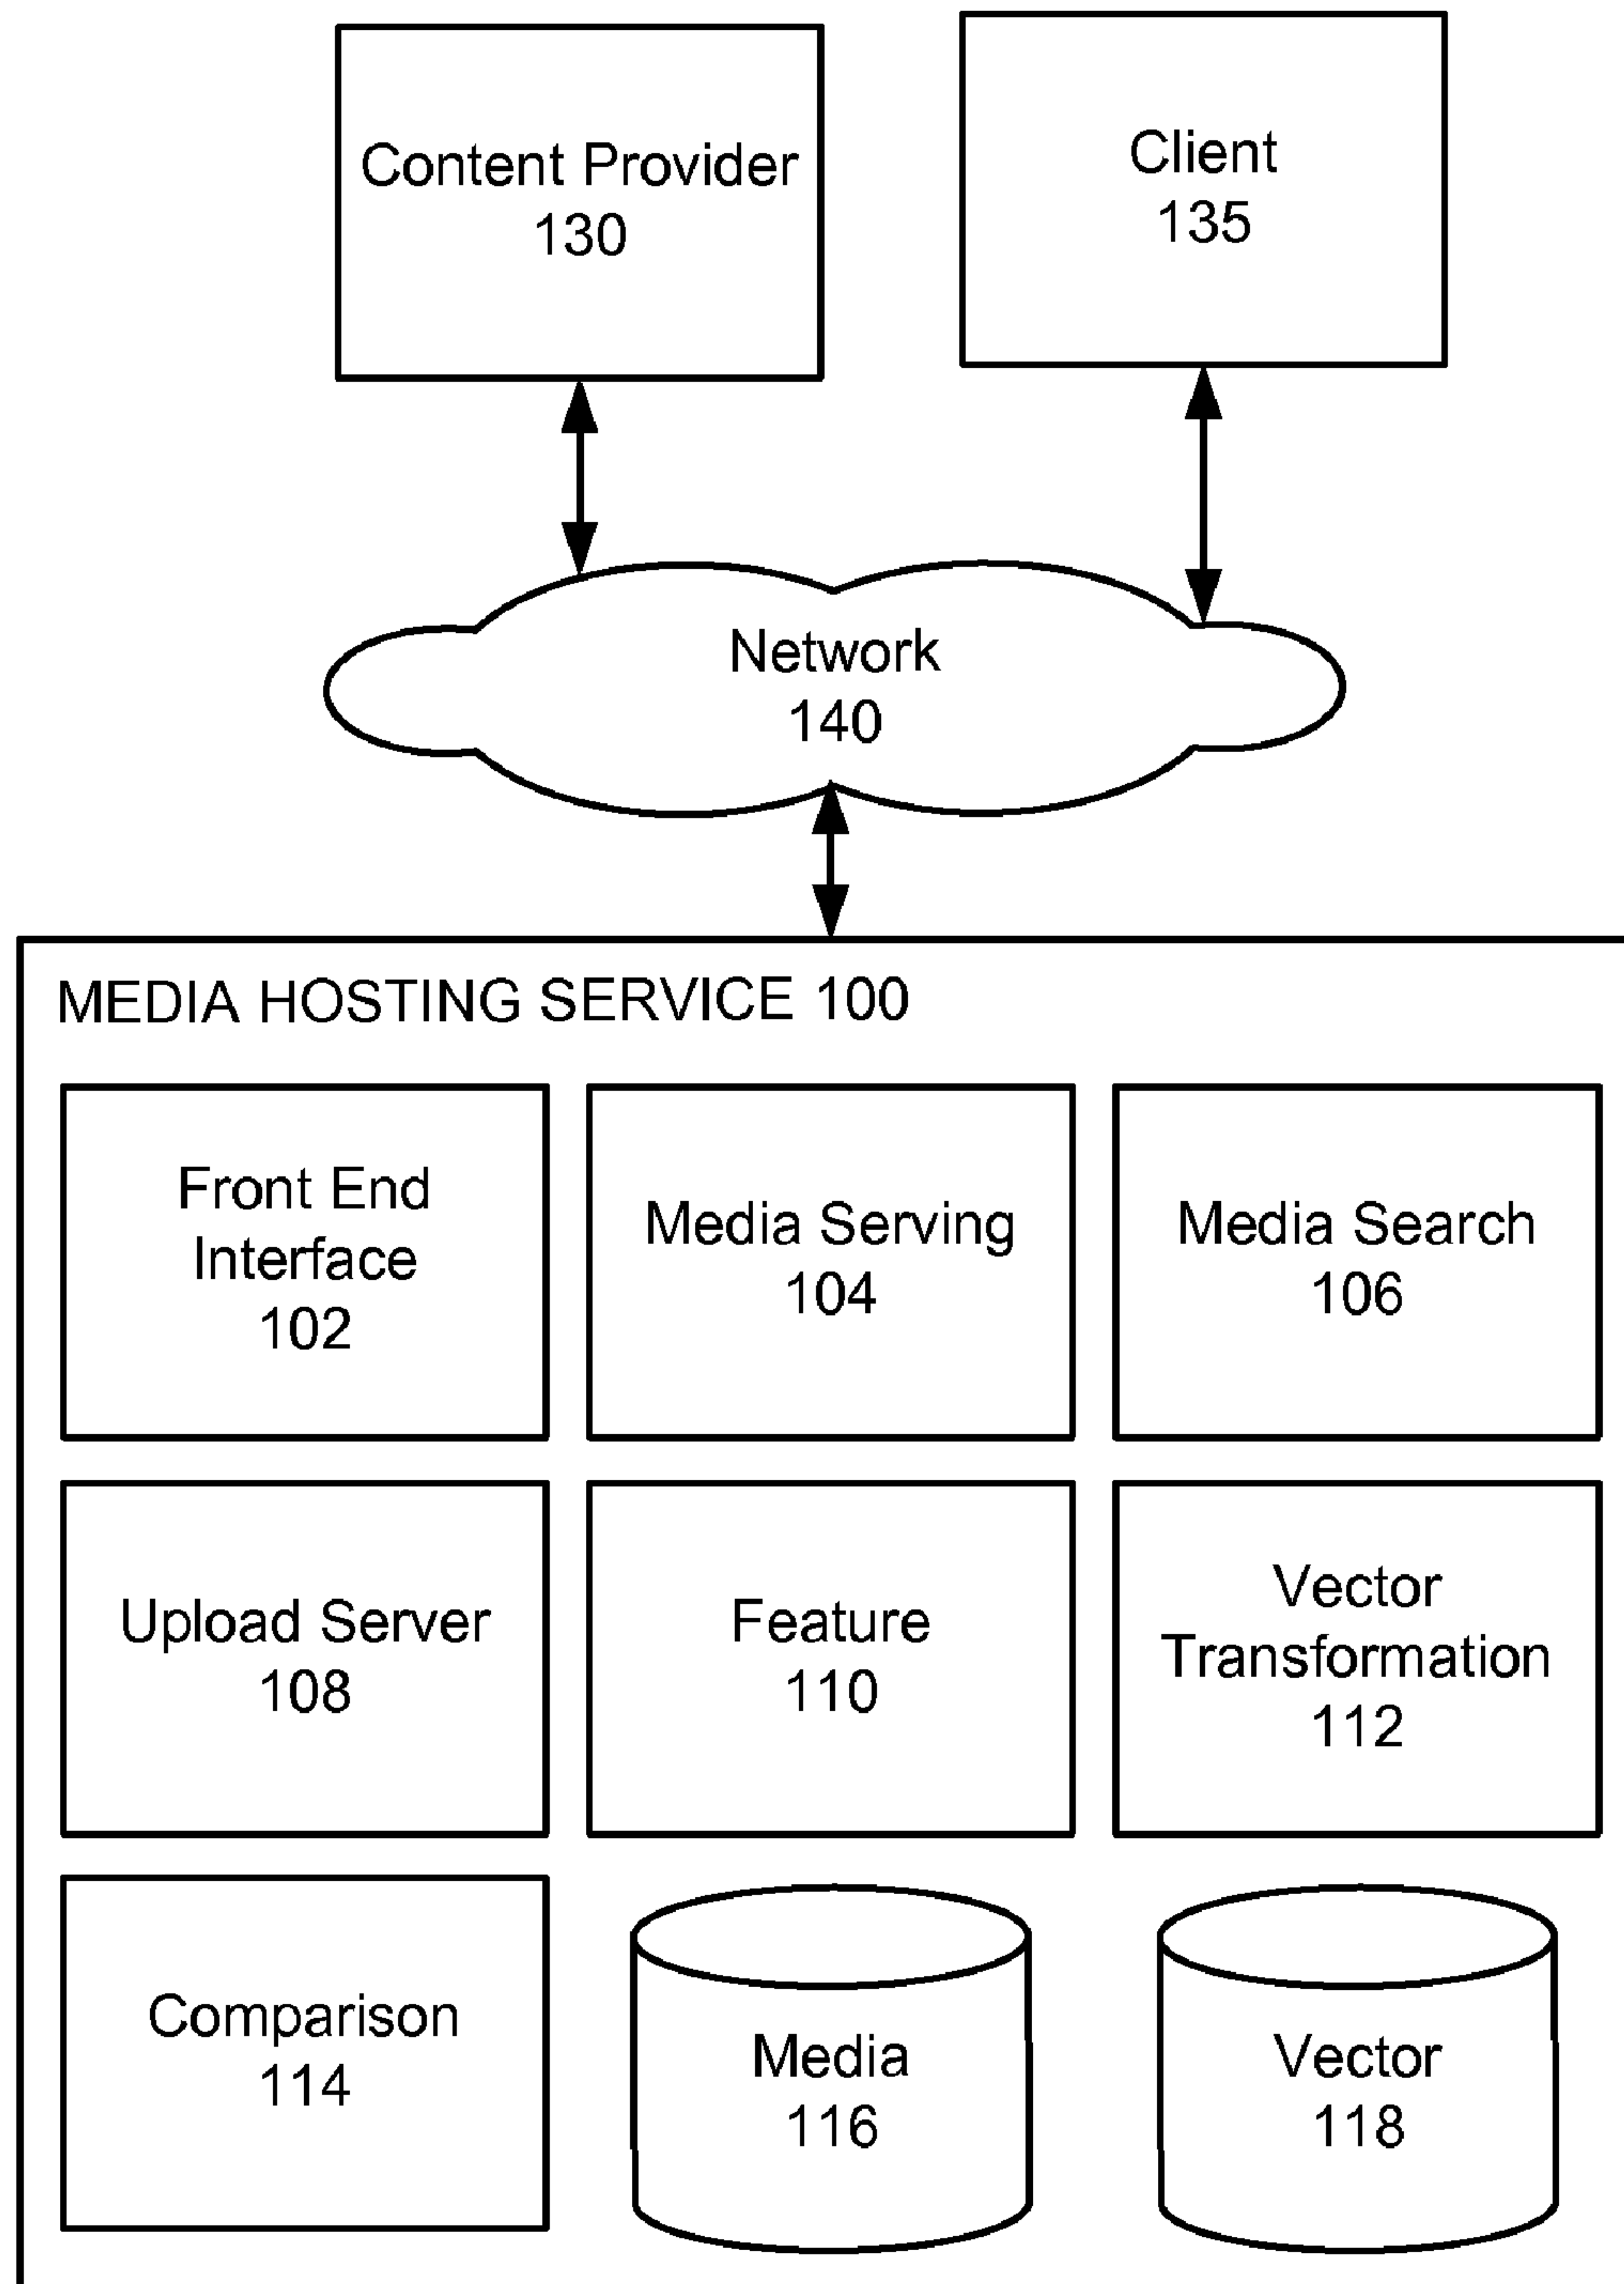 Content Provider
130
Client
135
Network
140
MEDIA HOSTING SERVICE 100
Front End
Interface
102
Media Serving
104
Media Search
106
Upload Server
108
Feature
110
Vector
Transformation
112
Comparison
114
Media
116
Vector
118